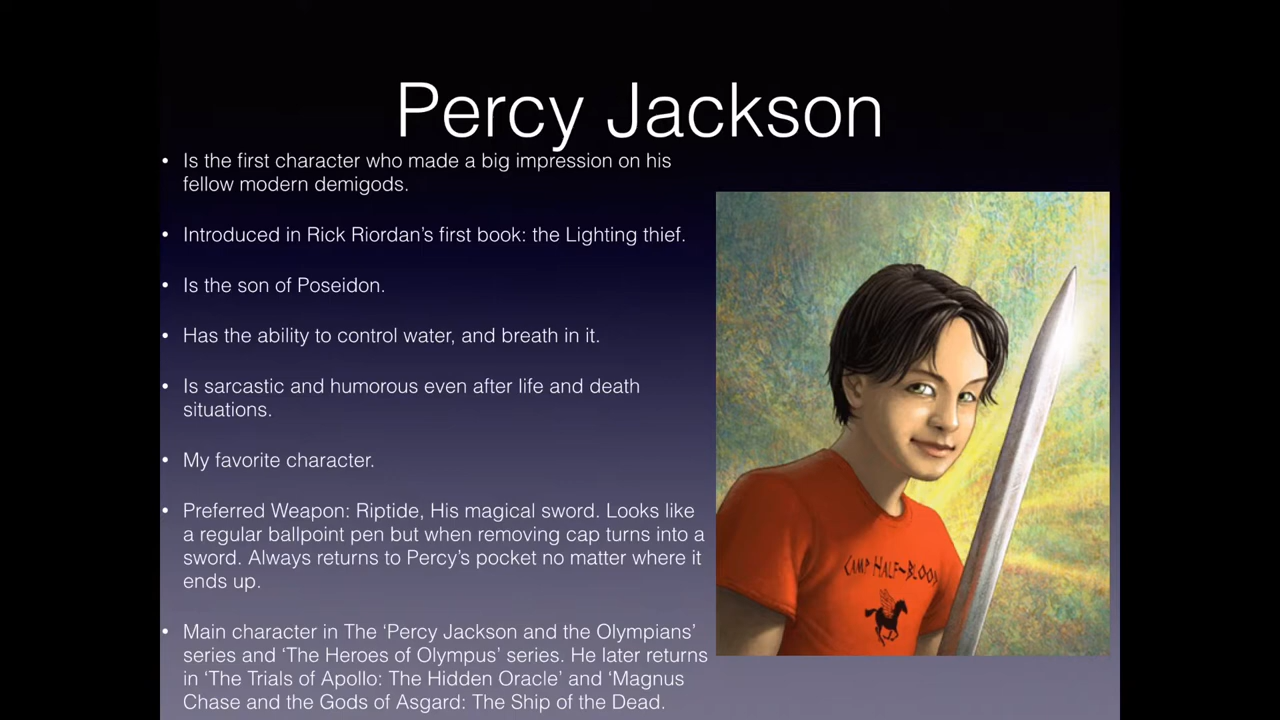 Percy Jackson
• Is the first character who made a big impression on his
fellow modern demigods.
• Introduced in Rick Riordan’s first book: the Lighting thief.
• Is the son of Poseidon.
• Has the ability to control water, and breath in it.
• Is sarcastic and humorous even after life and death
situations.
• My favorite character.
• Preferred Weapon: Riptide, His magical sword. Looks like
a regular ballpoint pen but when removing cap turns into a
sword. Always returns to Percy’s pocket no matter where it
ends up.
• Main character in The ‘Percy Jackson and the Olympians’
series and ‘The Heroes of Olympus’ series. He later returns
in ‘The Trials of Apollo: The Hidden Oracle’ and ‘Magnus
Chase and the Gods of Asgard: The Ship of the Dead.
CAMP HALF-BLOOD